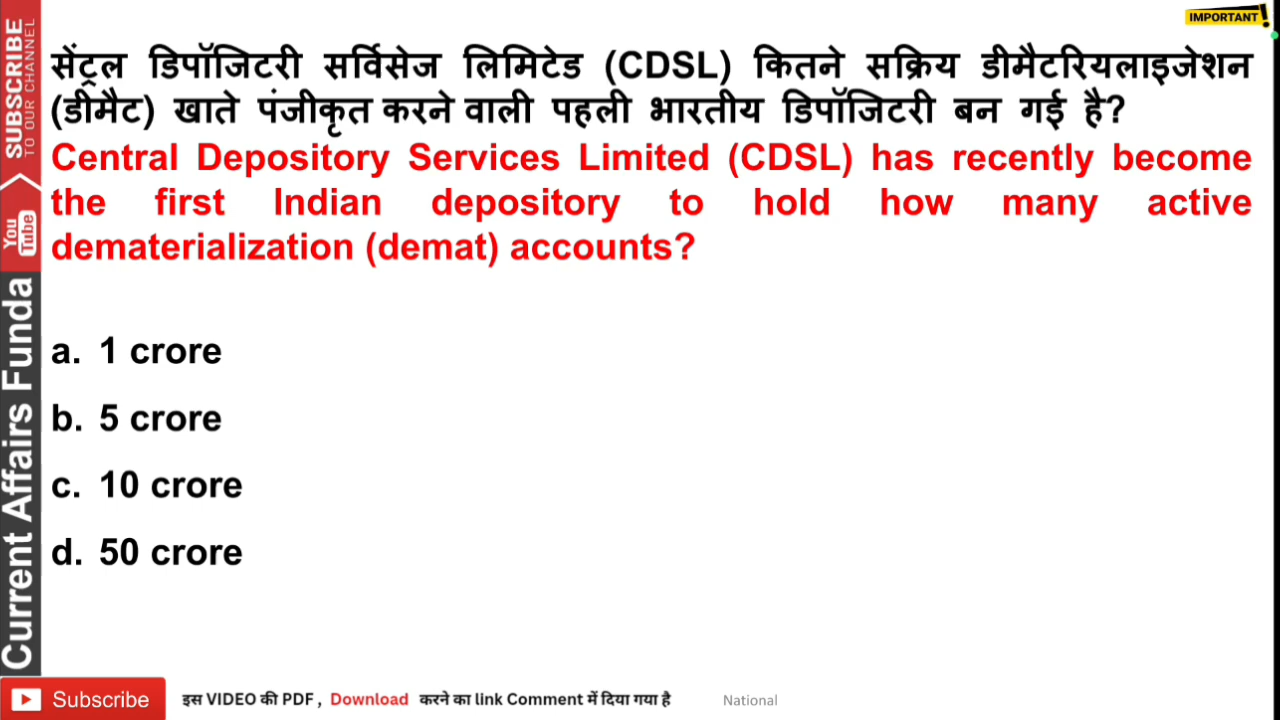 IMPORTANT !
सेंट्रल डिपॉजिटरी सर्विसेज लिमिटेड (CDSL) कितने सक्रिय डीमैटरियलाइजेशन
(डीमैट) खाते पंजीकृत करने वाली पहली भारतीय डिपॉजिटरी बन गई है?
Central Depository Services Limited (CDSL) has recently become
the first Indian depository to hold how many active
dematerialization (demat) accounts?
a. 1 crore
b. 5 crore
c. 10 crore
d. 50 crore
SUBSCRIBE
TO OUR CHANNEL
You
Tube
Current Affairs Funda
Subscribe इस VIDEO की PDF , Download करने का link Comment में दिया गया है National